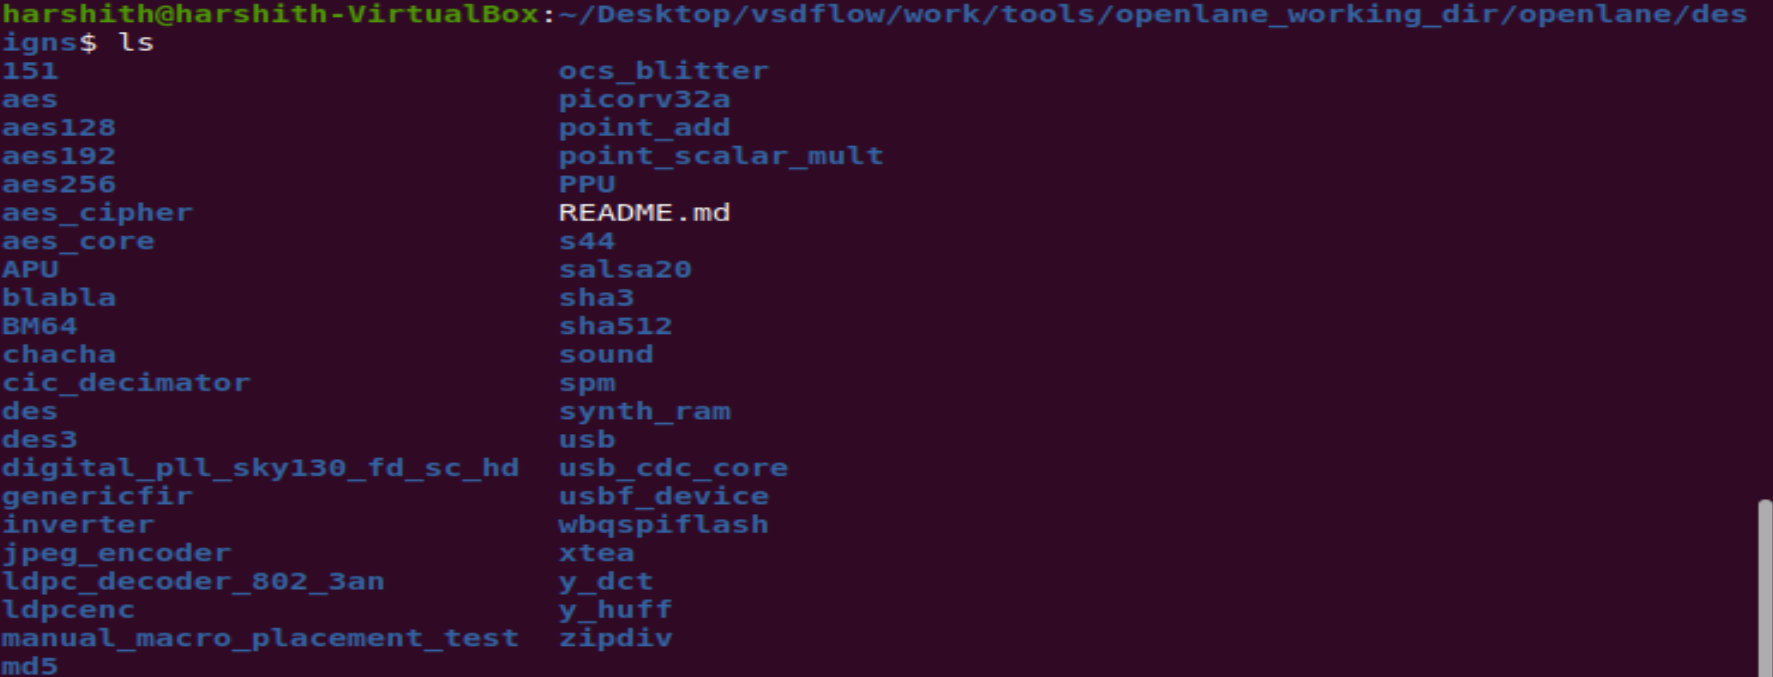 harshith@harshith-VirtualBox:~/Desktop/vsdflow/work/tools/openlane_working_dir/openlane/des
igns$ ls
151 ocs_blitter
aes picorv32a
aes128 point_add
aes192 point_scalar_mult
aes256 PPU
aes_cipher README.md
aes_core s44
APU salsa20
blabla sha3
BM64 sha512
chacha sound
cic_decimator spm
des synth_ram
des3 usb
digital_pll_sky130_fd_sc_hd usb_cdc_core
genericfir usbf_device
inverter wbqspiflash
jpeg_encoder xtea
ldpc_decoder_802_3an y_dct
ldpcenc y_huff
manual_macro_placement_test zipdiv
md5